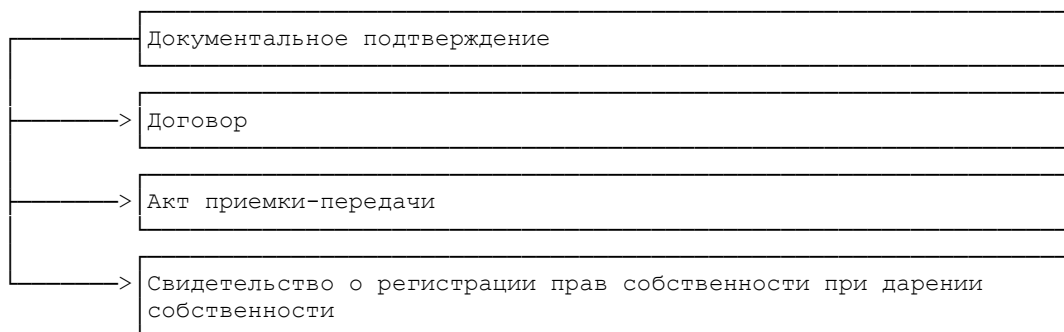 Документальное подтверждение
Договор
Акт приемки-передачи
Свидетельство о регистрации прав собственности при дарении
собственности